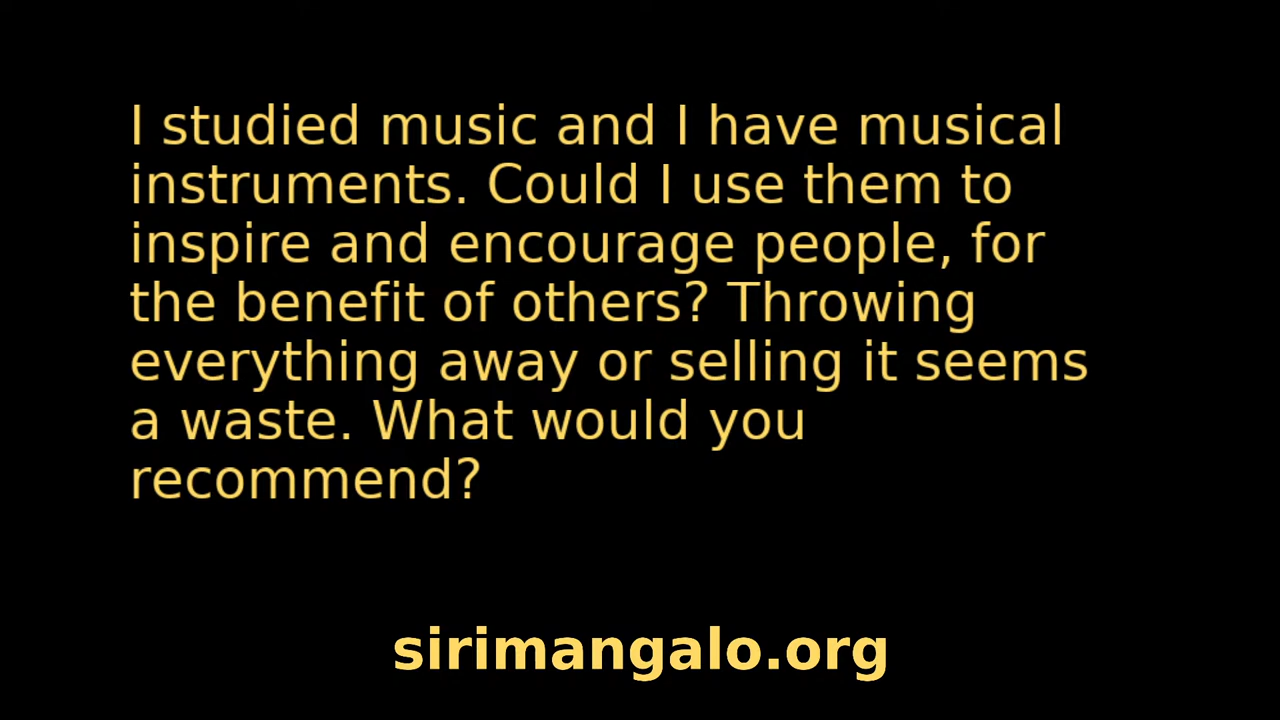 I studied music and I have musical
instruments. Could I use them to
inspire and encourage people, for
the benefit of others? Throwing
everything away or selling it seems
a waste. What would you
recommend?
sirimangalo.org